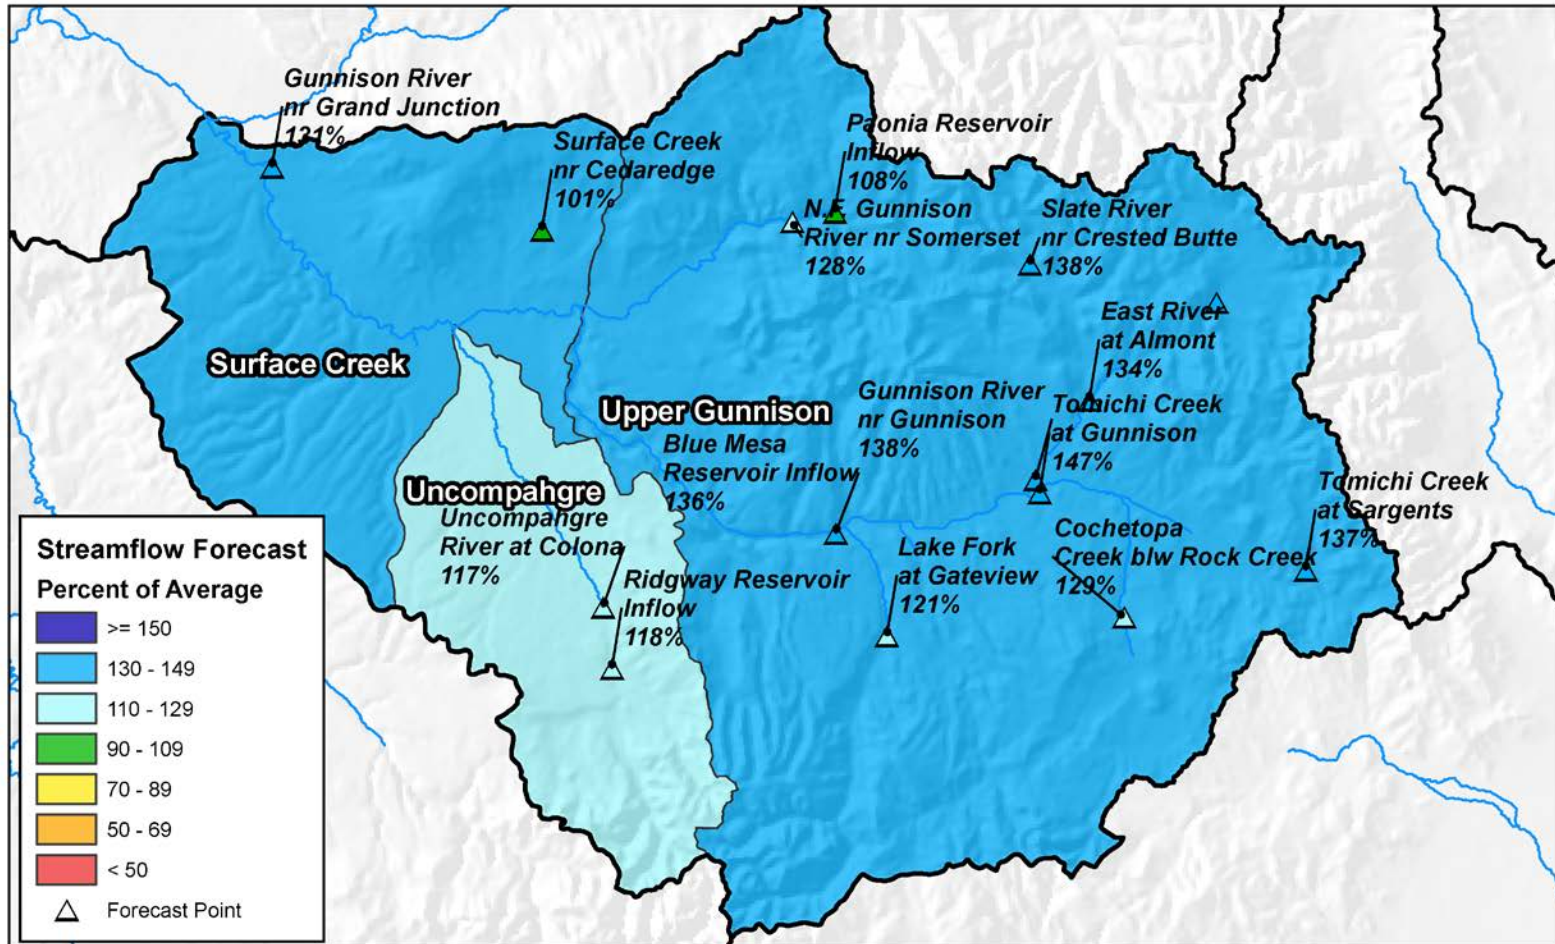 Gunnison River
nr Grand Junction
131%
Surface Creek
nr Cedaredge
101%
Paonia Reservoir
Inflow
108%
N.F. Gunnison
River nr Somerset
128%
Slate River
nr Crested Butte
138%
East River
at Almont
134%
Surface Creek
Upper Gunnison
Gunnison River
nr Gunnison
138%
Tomichi Creek
at Gunnison
147%
Blue Mesa
Reservoir Inflow
136%
Uncompahgre
Uncompahgre
River at Colona
117%
Ridgway Reservoir
Inflow
118%
Lake Fork
at Gateview
121%
Cochetopa
Creek blw Rock Creek
129%
Tomichi Creek
at Sargents
137%
Streamflow Forecast
Percent of Average
>= 150
130 - 149
110 - 129
90 - 109
70 - 89
50 - 69
< 50
Forecast Point